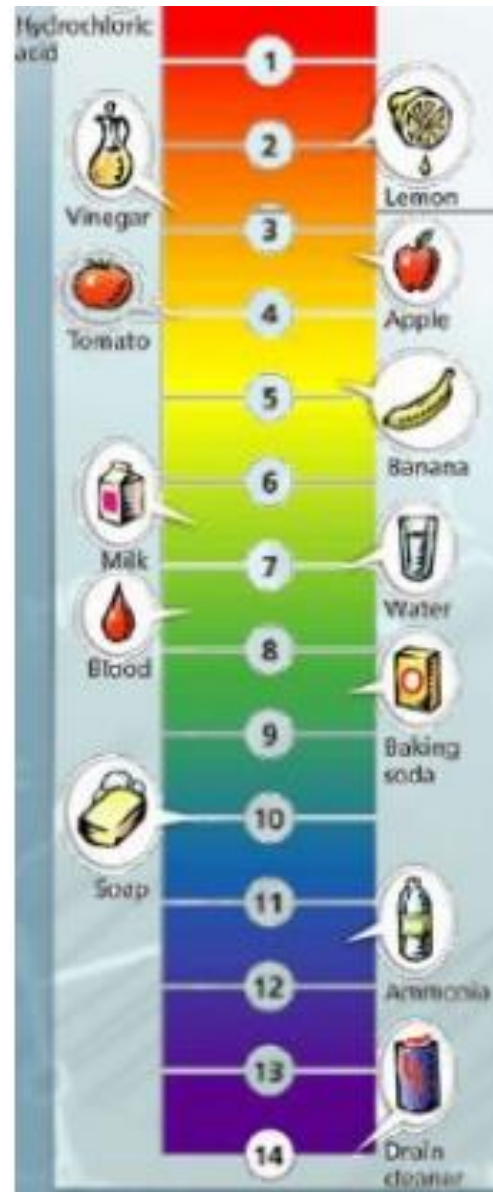 Hydrochloric
acid
1
2
Lemon
Vinegar
3
Apple
4
Tomato
5
Banana
6
Milk
7
Water
Blood
8
Baking
soda
9
10
Soap
11
Ammonia
12
13
14
Drain
cleaner